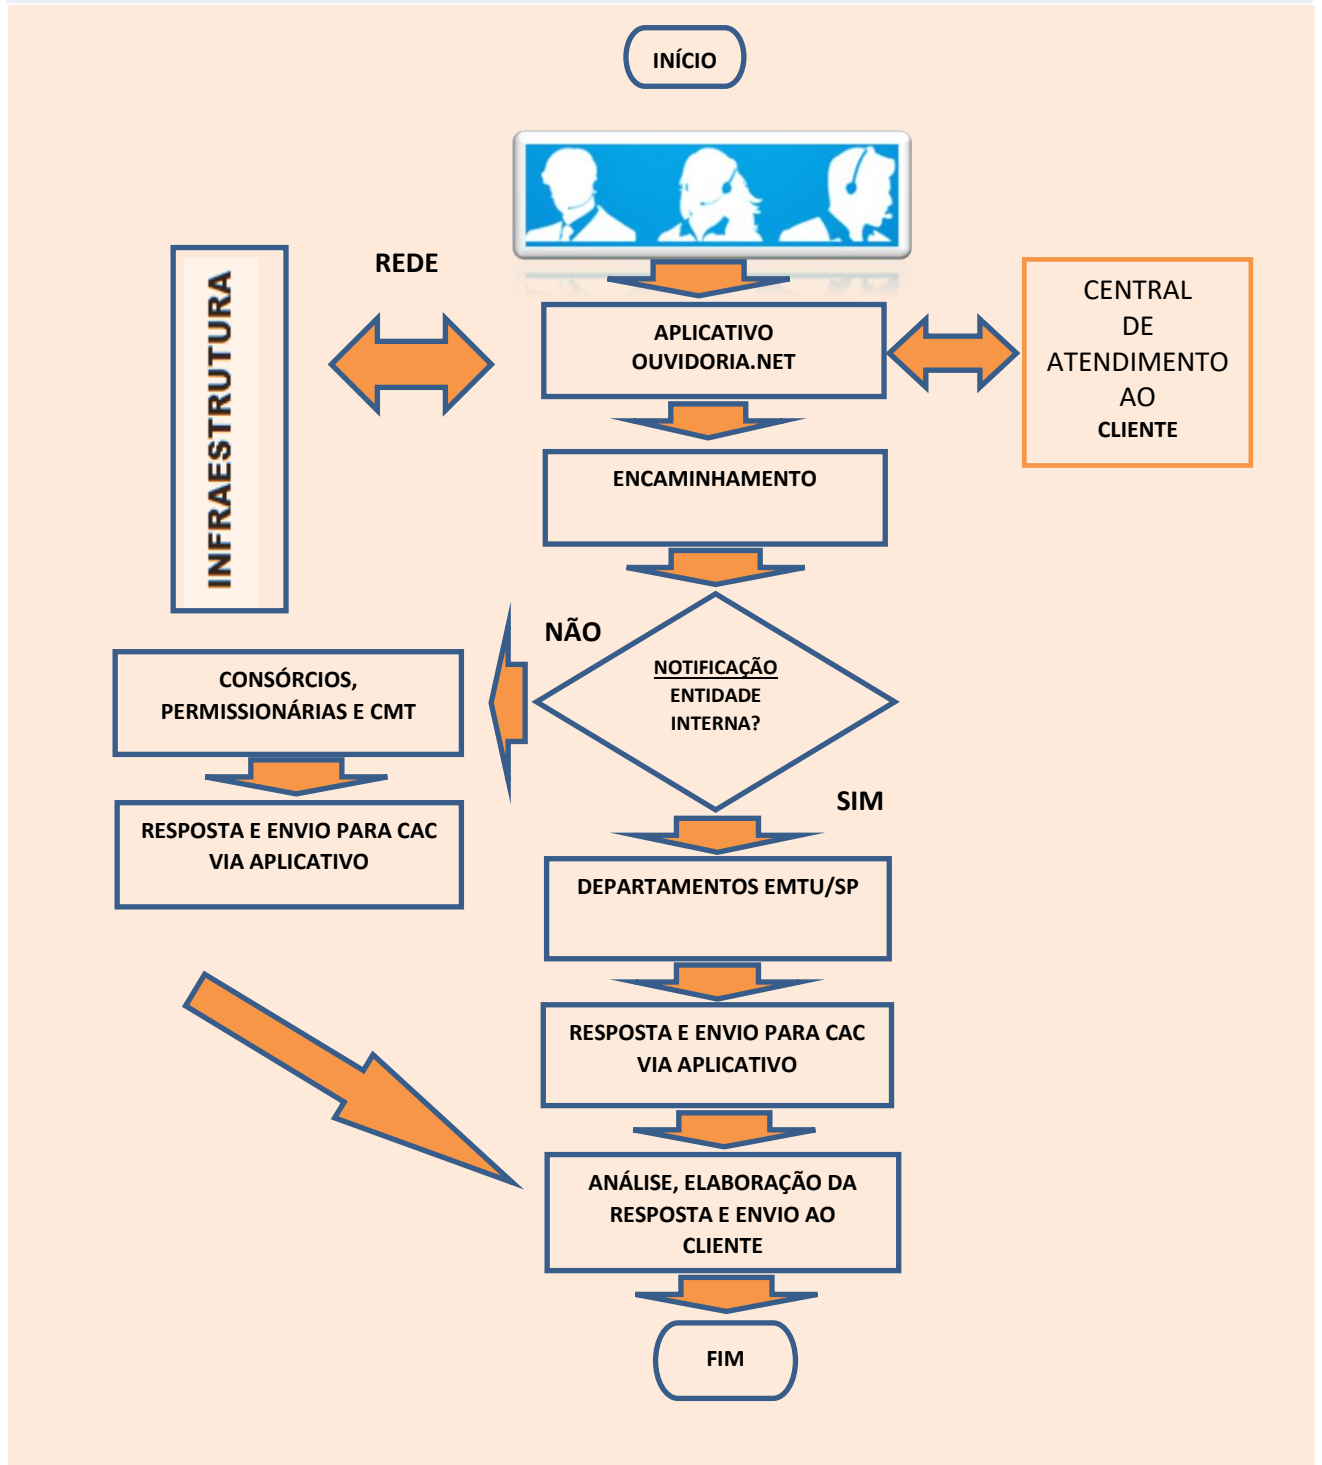 INÍCIO
REDE
INFRAESTRUTURA
APLICATIVO
OUVIDORIA.NET
CENTRAL
DE
ATENDIMENTO
AO
CLIENTE
ENCAMINHAMENTO
NÃO
NOTIFICAÇÃO
ENTIDADE
INTERNA?
CONSÓRCIOS,
PERMISSIONÁRIAS E CMT
RESPOSTA E ENVIO PARA CAC
VIA APLICATIVO
SIM
DEPARTAMENTOS EMTU/SP
RESPOSTA E ENVIO PARA CAC
VIA APLICATIVO
ANÁLISE, ELABORAÇÃO DA
RESPOSTA E ENVIO AO
CLIENTE
FIM